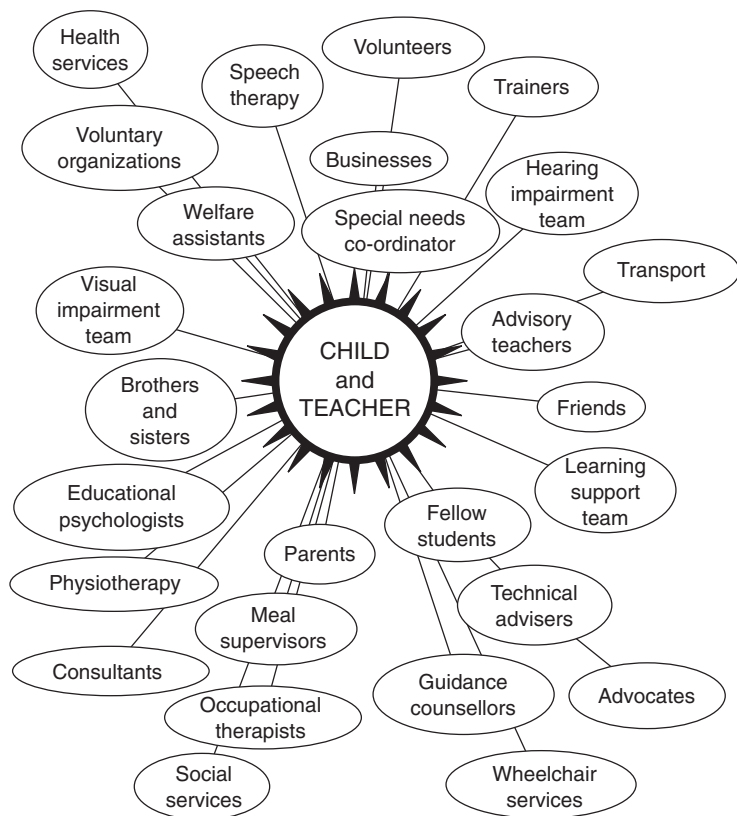 Health
services
Volunteers
Speech
therapy
Trainers
Voluntary
organizations
Businesses
Hearing
impairment
team
Welfare
assistants
Special needs
co-ordinator
Transport
Visual
impairment
team
Advisory
teachers
CHILD
and
TEACHER
Brothers
and
sisters
Friends
Educational
psychologists
Learning
support
team
Fellow
students
Parents
Physiotherapy
Technical
advisers
Meal
supervisors
Consultants
Guidance
counsellors
Advocates
Occupational
therapists
Social
services
Wheelchair
services